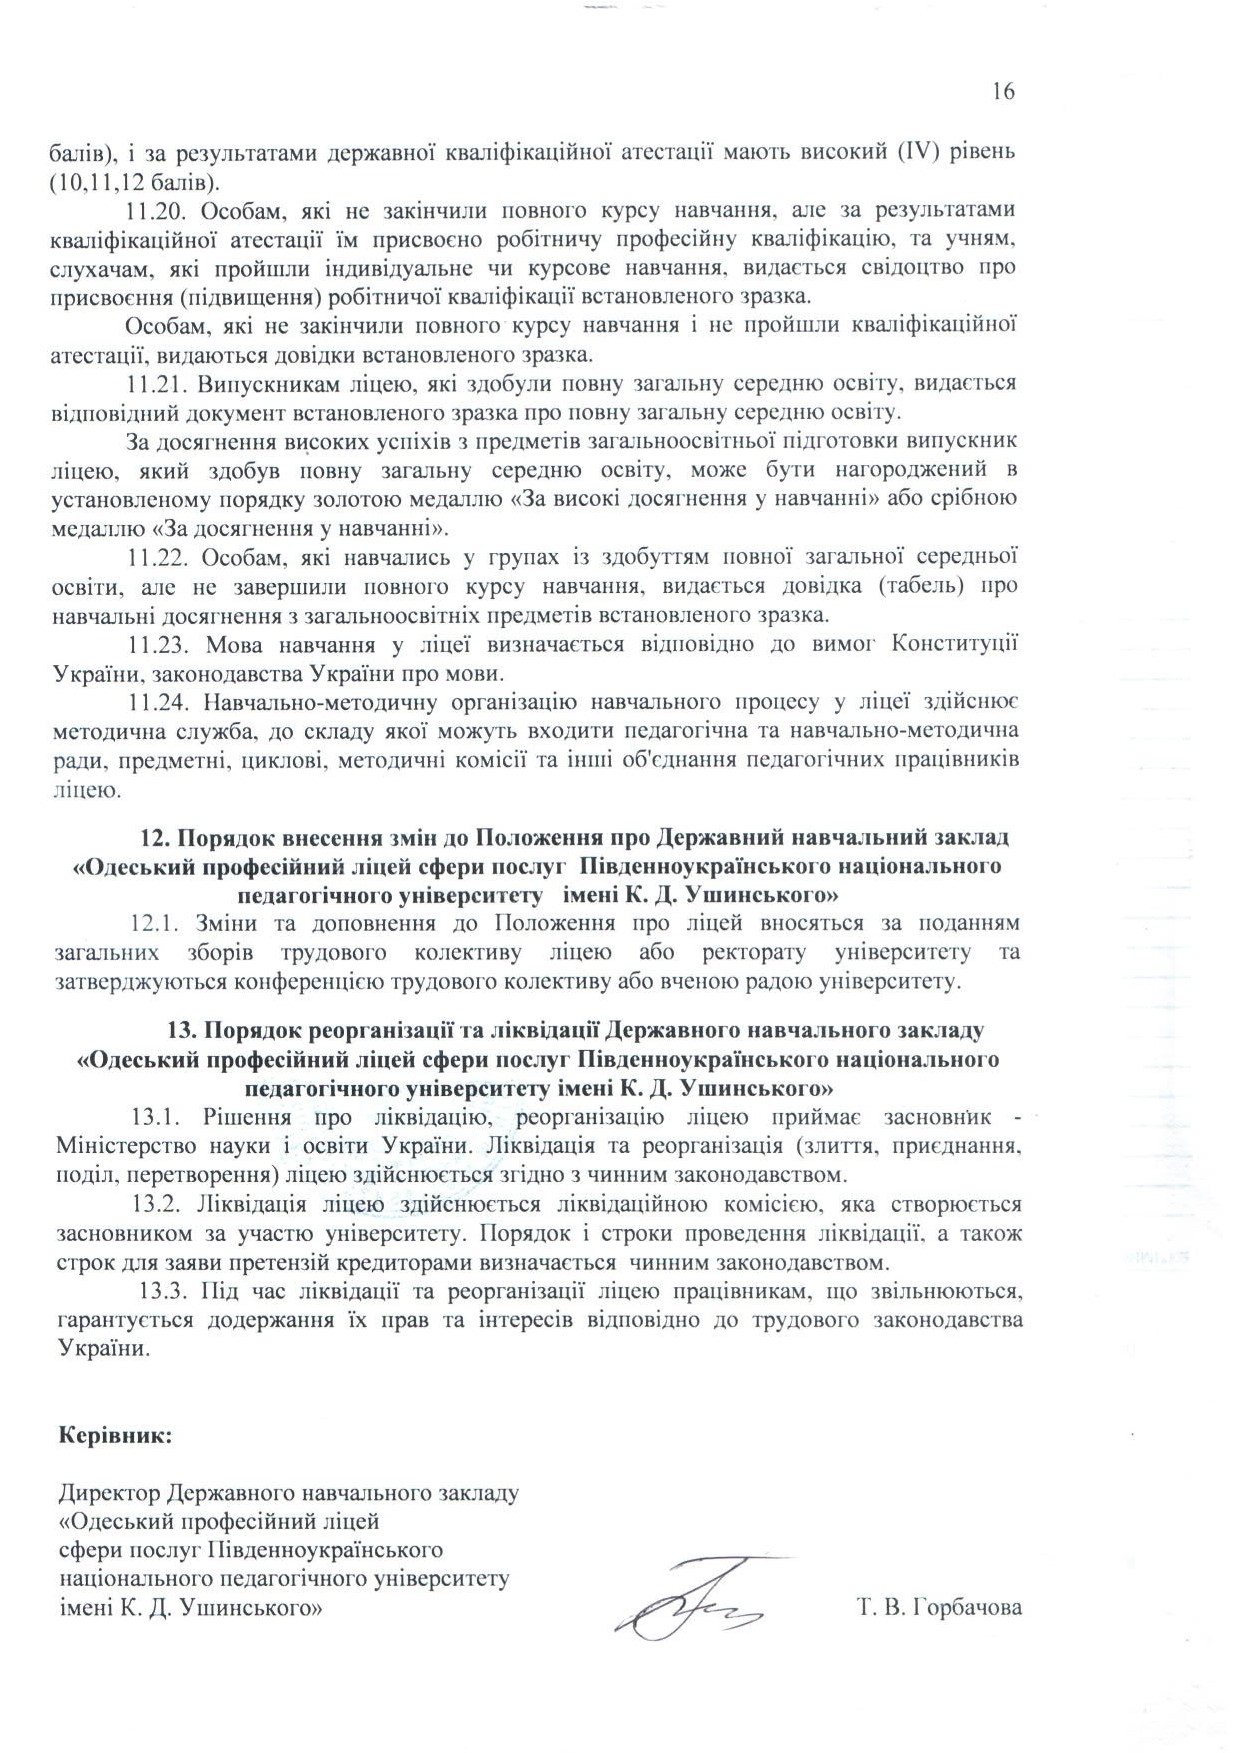 16
балів), і за результатами державної кваліфікаційної атестації мають високий (IV) рівень
(10,11,12 балів).
11.20. Особам, які не закінчили повного курсу навчання, але за результатами
кваліфікаційної атестації їм присвоєно робітничу професійну кваліфікацію, та учням,
слухачам, які пройшли індивідуальне чи курсове навчання, видається свідоцтво про
присвоєння (підвищення) робітничої кваліфікації встановленого зразка.
Особам, які не закінчили повного курсу навчання і не пройшли кваліфікаційної
атестації, видаються довідки встановленого зразка.
11.21. Випускникам ліцею, які здобули повну загальну середню освіту, видається
відповідний документ встановленого зразка про повну загальну середню освіту.
За досягнення високих успіхів з предметів загальноосвітньої підготовки випускник
ліцею, який здобув повну загальну середню освіту, може бути нагороджений в
установленому порядку золотою медаллю «За високі досягнення у навчанні» або срібною
медаллю «За досягнення у навчанні».
11.22. Особам, які навчались у групах із здобуттям повної загальної середньої
освіти, але не завершили повного курсу навчання, видається довідка (табель) про
навчальні досягнення з загальноосвітніх предметів встановленого зразка.
11.23. Мова навчання у ліцеї визначається відповідно до вимог Конституції
України, законодавства України про мови.
11.24. Навчально-методичну організацію навчального процесу у ліцеї здійснює
методична служба, до складу якої можуть входити педагогічна та навчально-методична
ради, предметні, циклові, методичні комісії та інші об'єднання педагогічних працівників
ліцею.
12. Порядок внесення змін до Положення про Державний навчальний заклад
«Одеський професійний ліцей сфери послуг Південноукраїнського національного
педагогічного університету імені К. Д. Ушинського»
12.1. Зміни та доповнення до Положення про ліцей вносяться за поданням
загальних зборів трудового колективу ліцею або ректорату університету та
затверджуються конференцією трудового колективу або вченою радою університету.
13. Порядок реорганізації та ліквідації Державного навчального закладу
«Одеський професійний ліцей сфери послуг Південноукраїнського національного
педагогічного університету імені К. Д. Ушинського»
13.1. Рішення про ліквідацію, реорганізацію ліцею приймає засновник -
Міністерство науки і освіти України. Ліквідація та реорганізація (злиття, приєднання,
поділ, перетворення) ліцею здійснюється згідно з чинним законодавством.
13.2. Ліквідація ліцею здійснюється ліквідаційною комісією, яка створюється
засновником за участю університету. Порядок і строки проведення ліквідації, а також
строк для заяви претензій кредиторами визначається чинним законодавством.
13.3. Під час ліквідації та реорганізації ліцею працівникам, що звільнюються,
гарантується додержання їх прав та інтересів відповідно до трудового законодавства
України.
Керівник:
Директор Державного навчального закладу
«Одеський професійний ліцей
сфери послуг Південноукраїнського
національного педагогічного університету
імені К. Д. Ушинського» Т. В. Горбачова